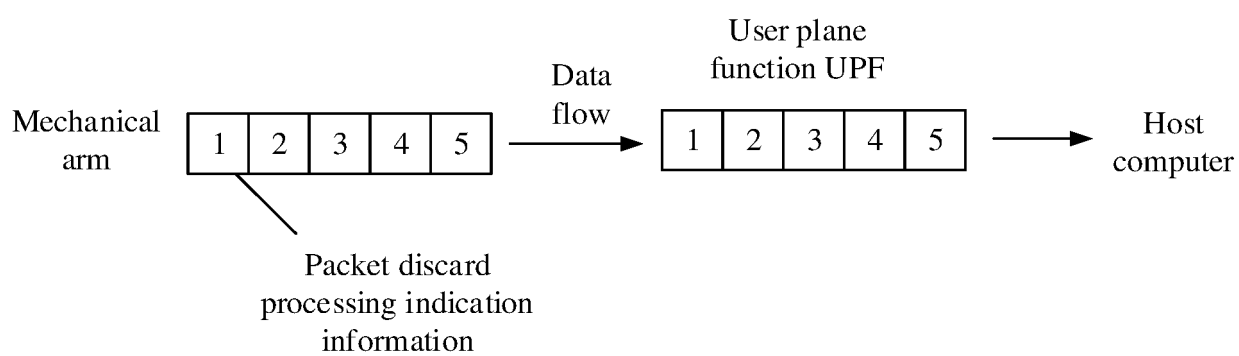 Mechanical
arm
1 2 3 4 5
Data
flow
User plane
function UPF
1 2 3 4 5
Host
computer
Packet discard
processing indication
information